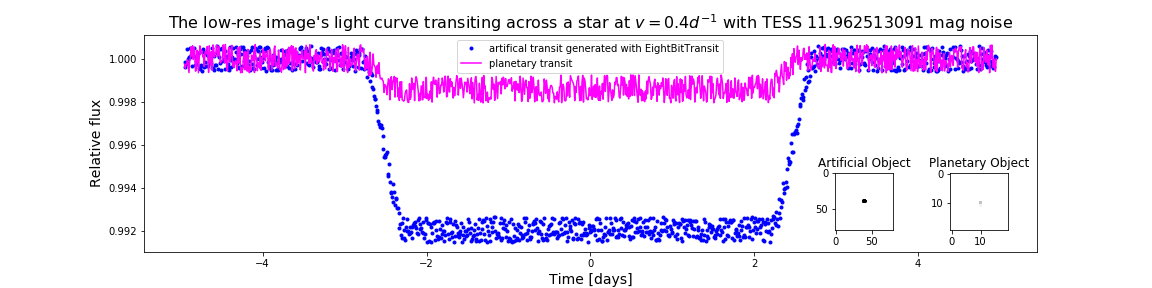 The low-res image's light curve transiting across a star at v = 0.4d⁻¹ with TESS 11.962513091 mag noise
artifical transit generated with EightBitTransit
planetary transit
Relative flux
1.000
0.998
0.996
0.994
0.992
Artificial Object
0
50
0 50
Planetary Object
0
10
0 10
−4 −2 0 2 4
Time [days]